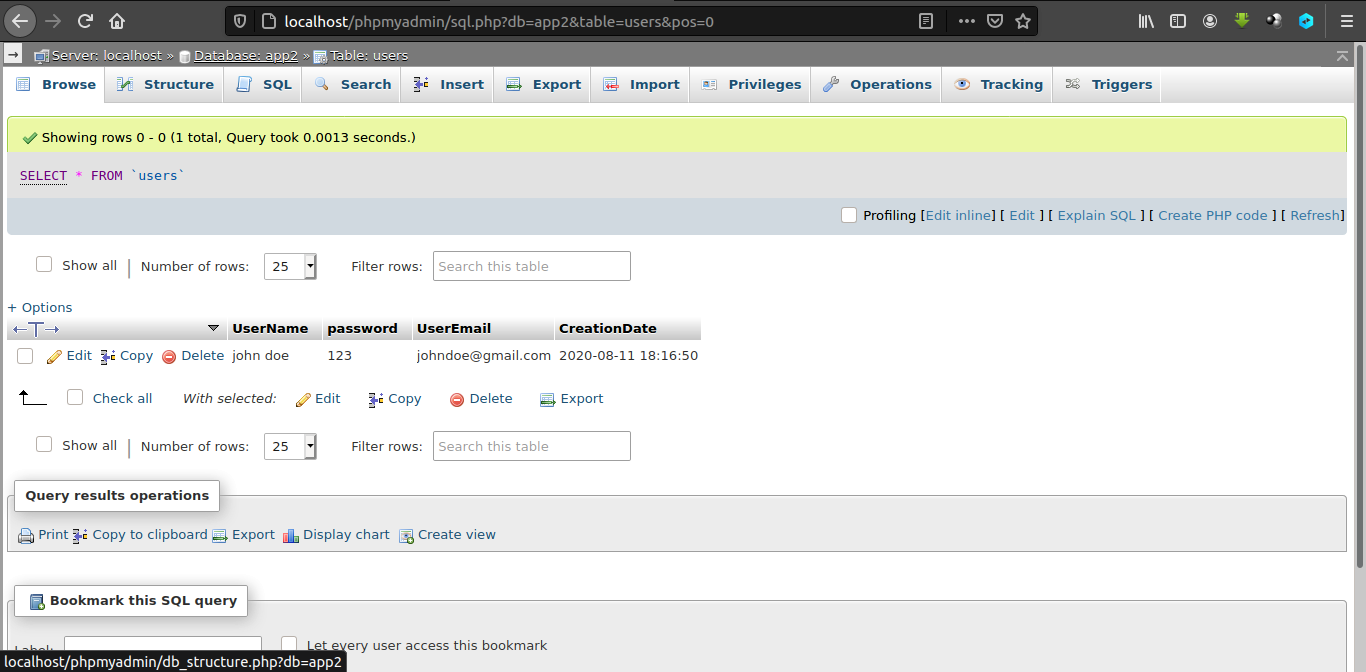 localhost/phpmyadmin/sql.php?db=app2&table=users&pos=0
Server: localhost » Database: app2 » Table: users
Browse Structure SQL Search Insert Export Import Privileges Operations Tracking Triggers
Showing rows 0 - 0 (1 total, Query took 0.0013 seconds.)
SELECT * FROM `users`
Profiling [Edit inline] [ Edit ] [ Explain SQL ] [ Create PHP code ] [ Refresh]
Show all | Number of rows: 25 Filter rows: Search this table
+ Options
←T→ UserName password UserEmail CreationDate
Edit Copy Delete john doe 123 johndoe@gmail.com 2020-08-11 18:16:50
Check all With selected: Edit Copy Delete Export
Show all | Number of rows: 25 Filter rows: Search this table
Query results operations
Print Copy to clipboard Export Display chart Create view
Bookmark this SQL query
Label: Let every user access this bookmark
localhost/phpmyadmin/db_structure.php?db=app2